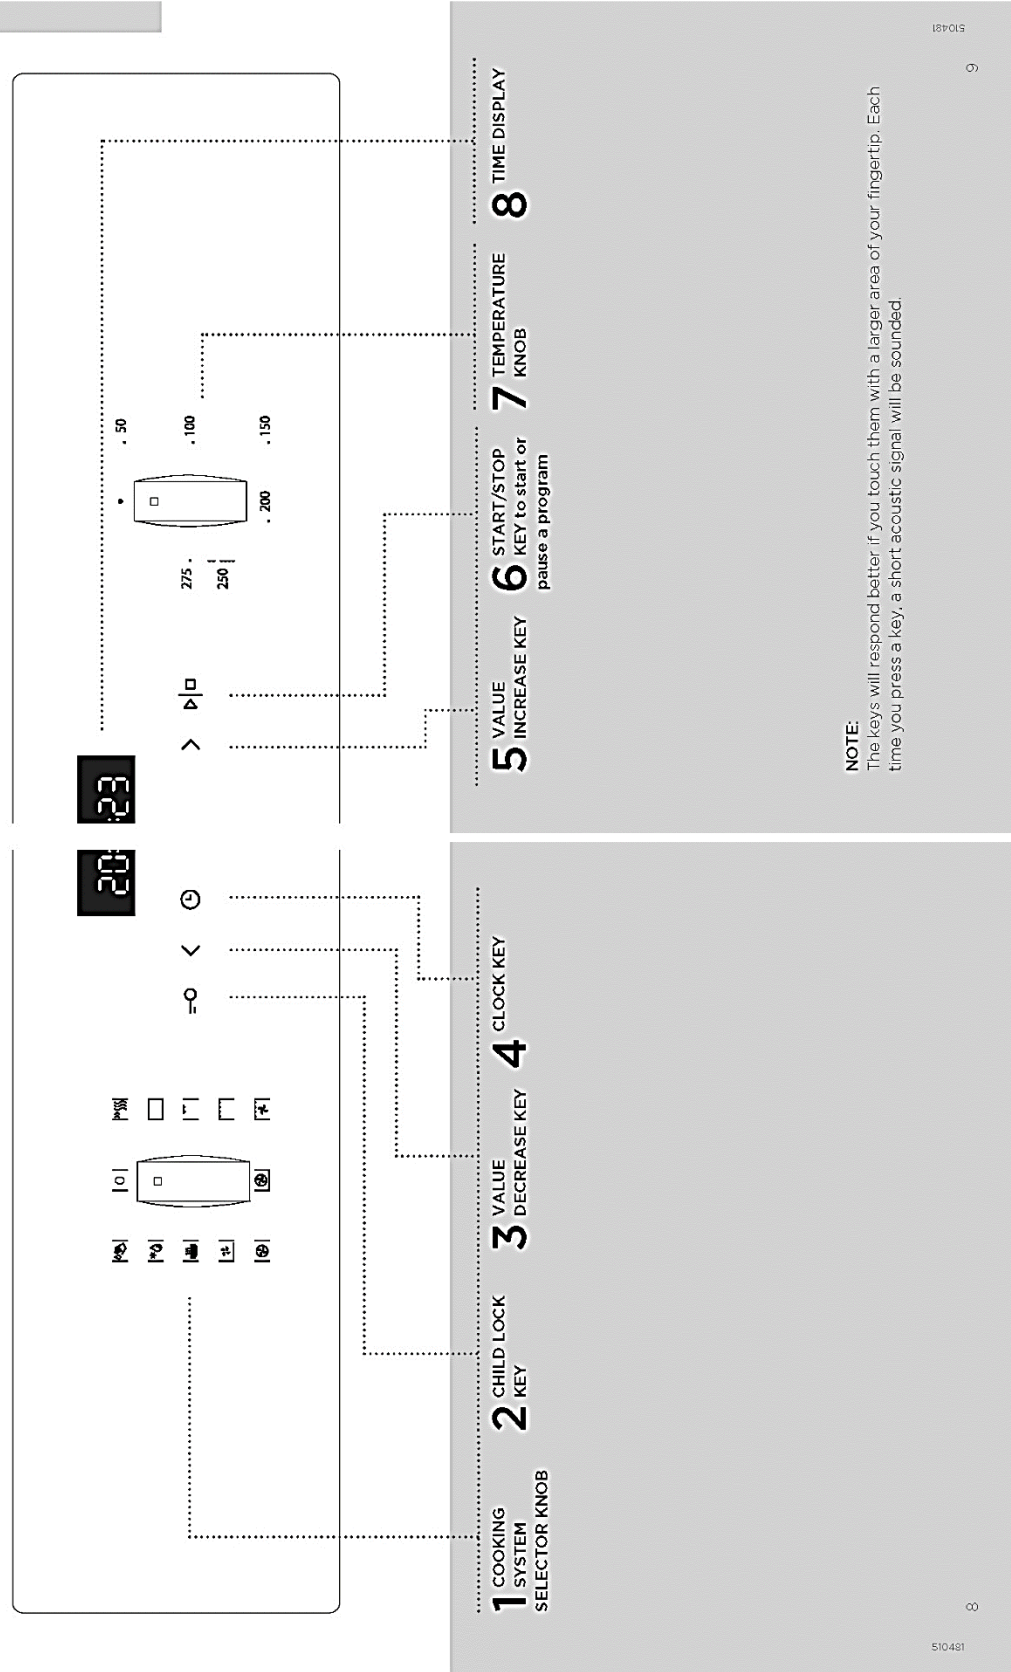 20:23
275 .
250
. 50
. 100
. 150
. 200
1 COOKING
SYSTEM
SELECTOR KNOB
2 CHILD LOCK
KEY
3 VALUE
DECREASE KEY
4 CLOCK KEY
5 VALUE
INCREASE KEY
6 START/STOP
KEY to start or
pause a program
7 TEMPERATURE
KNOB
8 TIME DISPLAY
NOTE:
The keys will respond better if you touch them with a larger area of your fingertip. Each
time you press a key, a short acoustic signal will be sounded.
8
510481
9
510481